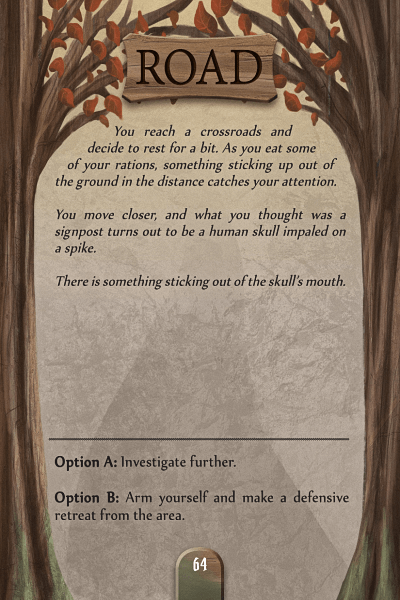 ROAD
You reach a crossroads and
decide to rest for a bit. As you eat some
of your rations, something sticking up out of
the ground in the distance catches your attention.
You move closer, and what you thought was a
signpost turns out to be a human skull impaled on
a spike.
There is something sticking out of the skull's mouth.
Option A: Investigate further.
Option B: Arm yourself and make a defensive
retreat from the area.
64